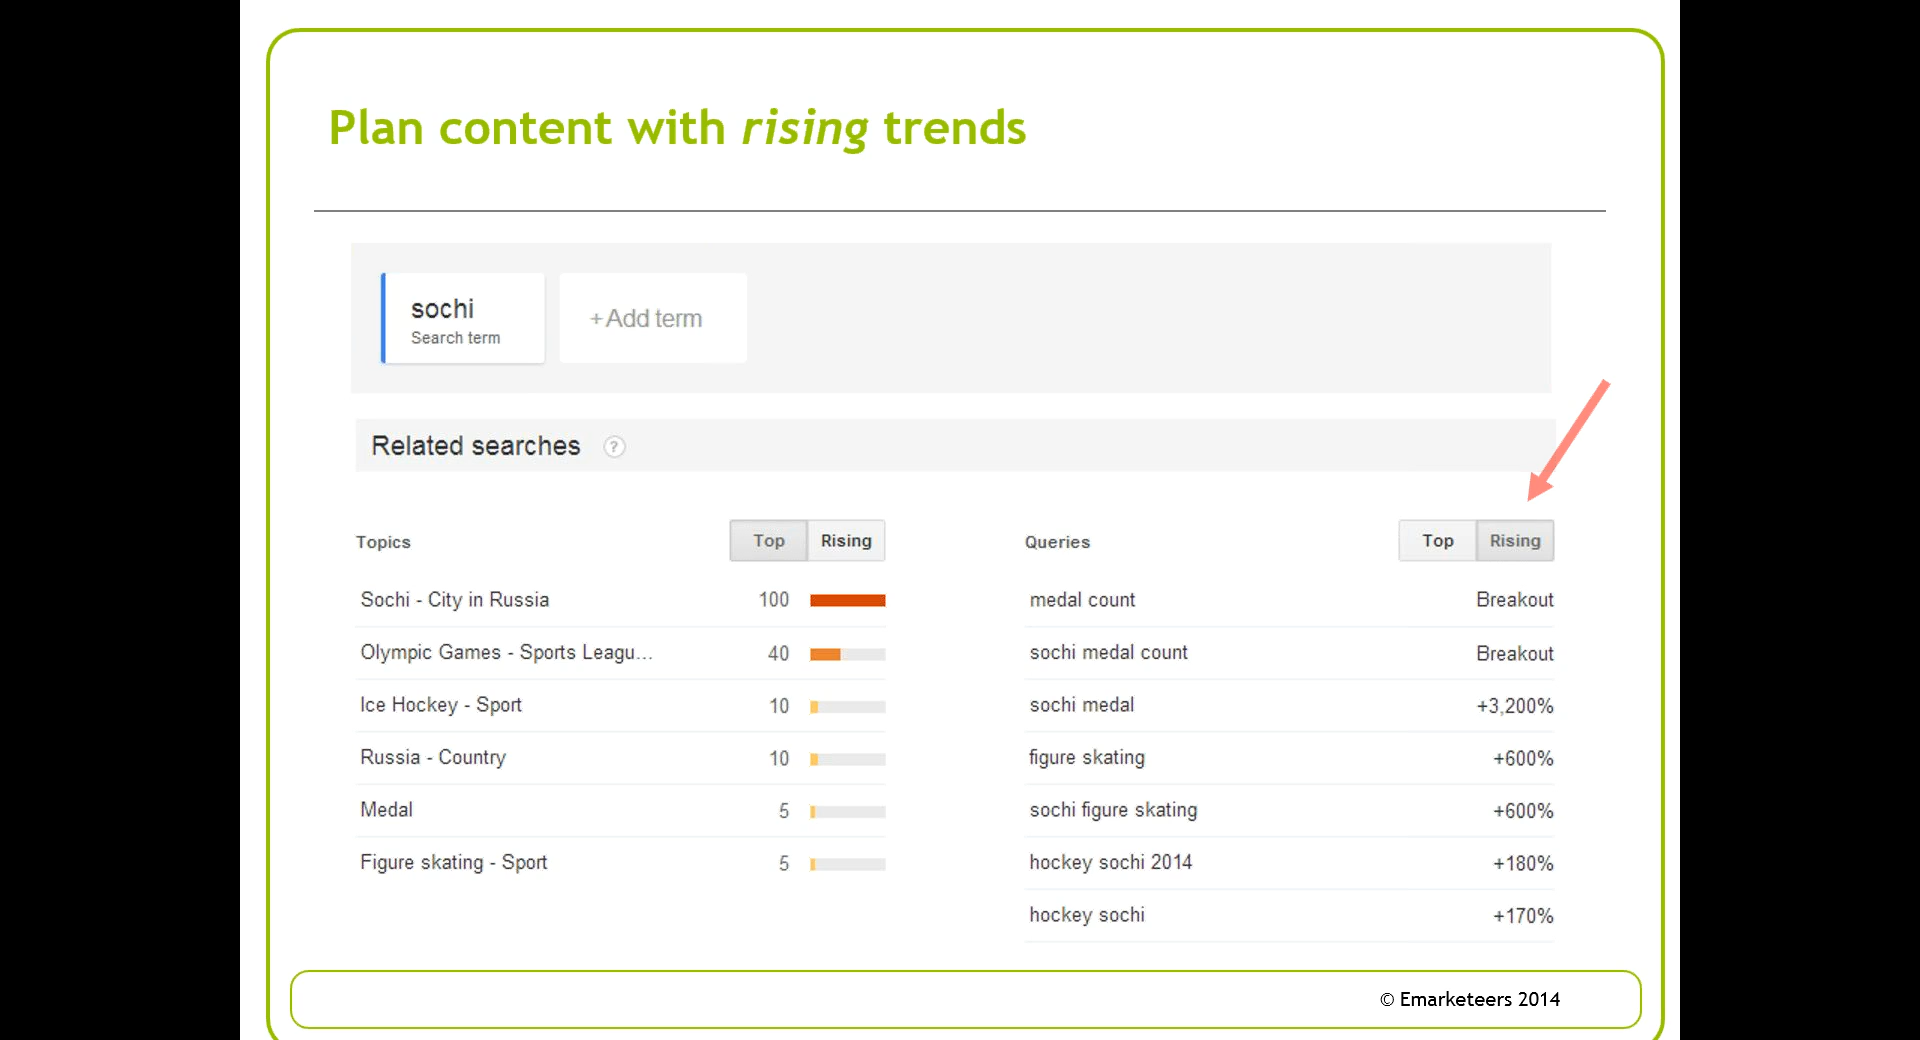 Plan content with rising trends
sochi
Search term
+Add term
Related searches ?
Topics
Top Rising
Sochi - City in Russia 100
Olympic Games - Sports Leagu... 40
Ice Hockey - Sport 10
Russia - Country 10
Medal 5
Figure skating - Sport 5
Queries
Top Rising
medal count Breakout
sochi medal count Breakout
sochi medal +3,200%
figure skating +600%
sochi figure skating +600%
hockey sochi 2014 +180%
hockey sochi +170%
© Emarketeers 2014